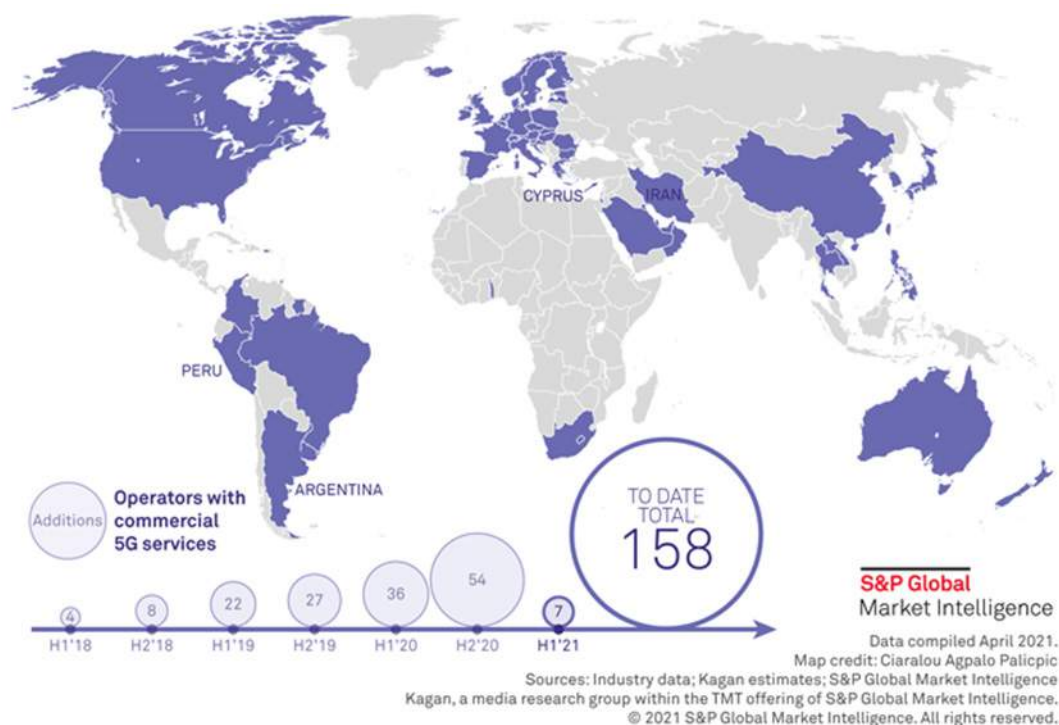 CYPRUS
IRAN
PERU
ARGENTINA
Additions
Operators with
commercial
5G services
TO DATE
TOTAL
158
4
8
22
27
36
54
7
H1'18
H2'18
H1'19
H2'19
H1'20
H2'20
H1'21
S&P Global
Market Intelligence
Data compiled April 2021.
Map credit: Ciaralou Agpalo Palicpic
Sources: Industry data; Kagan estimates; S&P Global Market Intelligence
Kagan, a media research group within the TMT offering of S&P Global Market Intelligence.
© 2021 S&P Global Market Intelligence. All rights reserved.